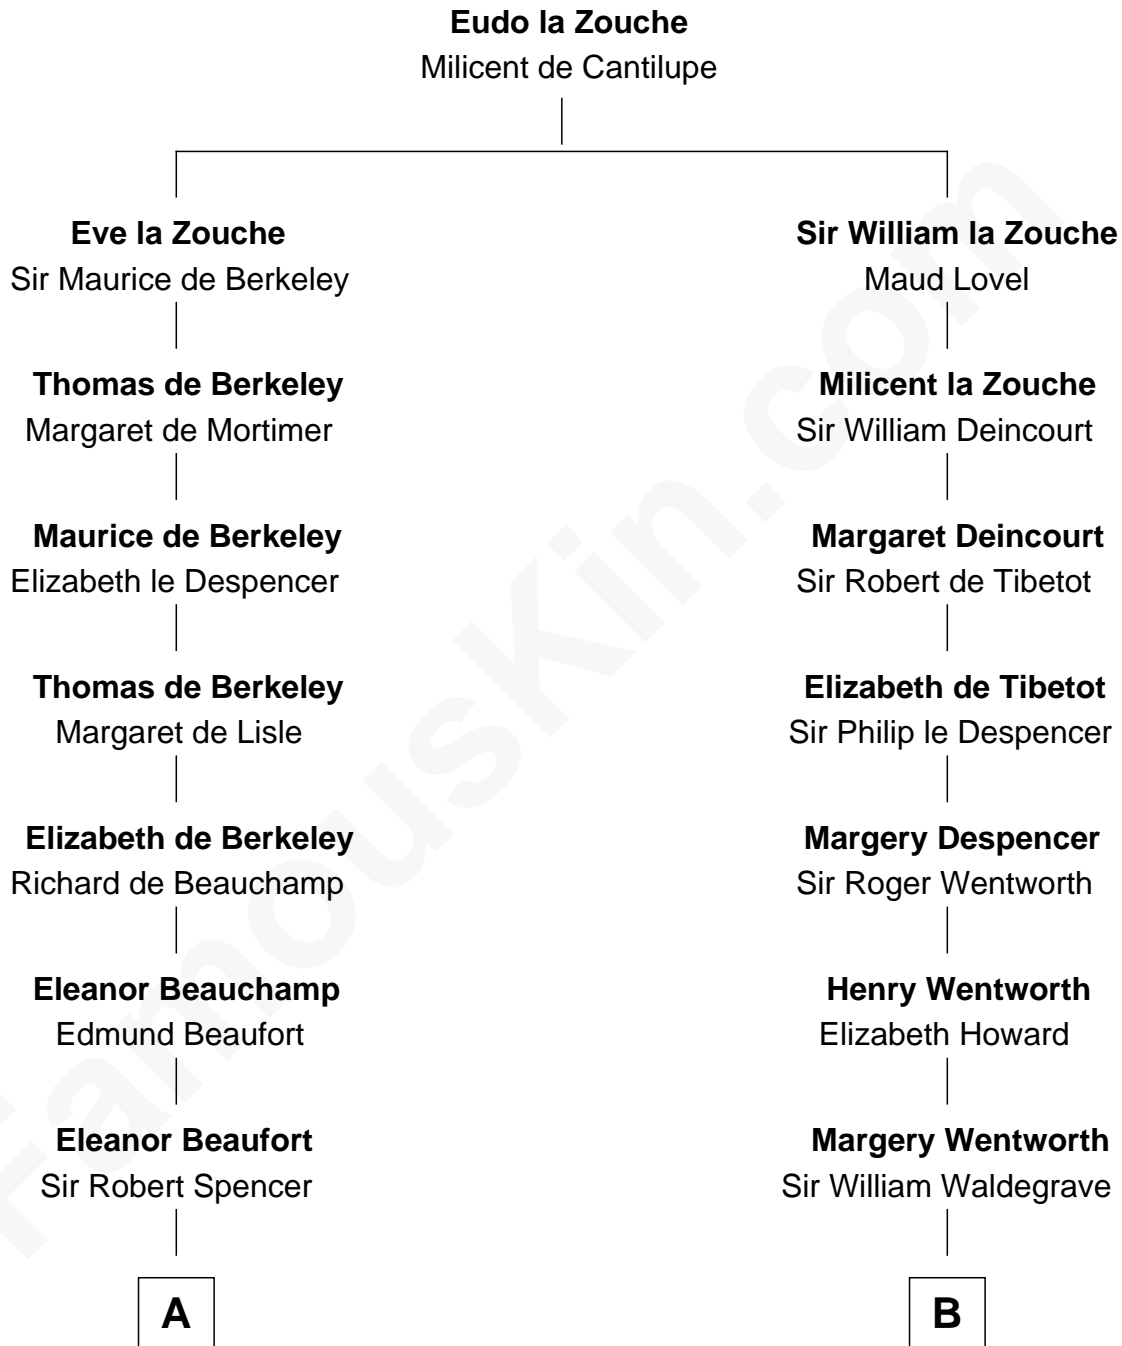 Eudo la Zouche
Milicent de Cantilupe
Eve la Zouche
Sir Maurice de Berkeley
Sir William la Zouche
Maud Lovel
Thomas de Berkeley
Margaret de Mortimer
Milicent la Zouche
Sir William Deincourt
Maurice de Berkeley
Elizabeth le Despencer
Margaret Deincourt
Sir Robert de Tibetot
Thomas de Berkeley
Margaret de Lisle
Elizabeth de Tibetot
Sir Philip le Despencer
Elizabeth de Berkeley
Richard de Beauchamp
Margery Despencer
Sir Roger Wentworth
Eleanor Beauchamp
Edmund Beaufort
Henry Wentworth
Elizabeth Howard
Eleanor Beaufort
Sir Robert Spencer
Margery Wentworth
Sir William Waldegrave
A
B
FamousKin.com